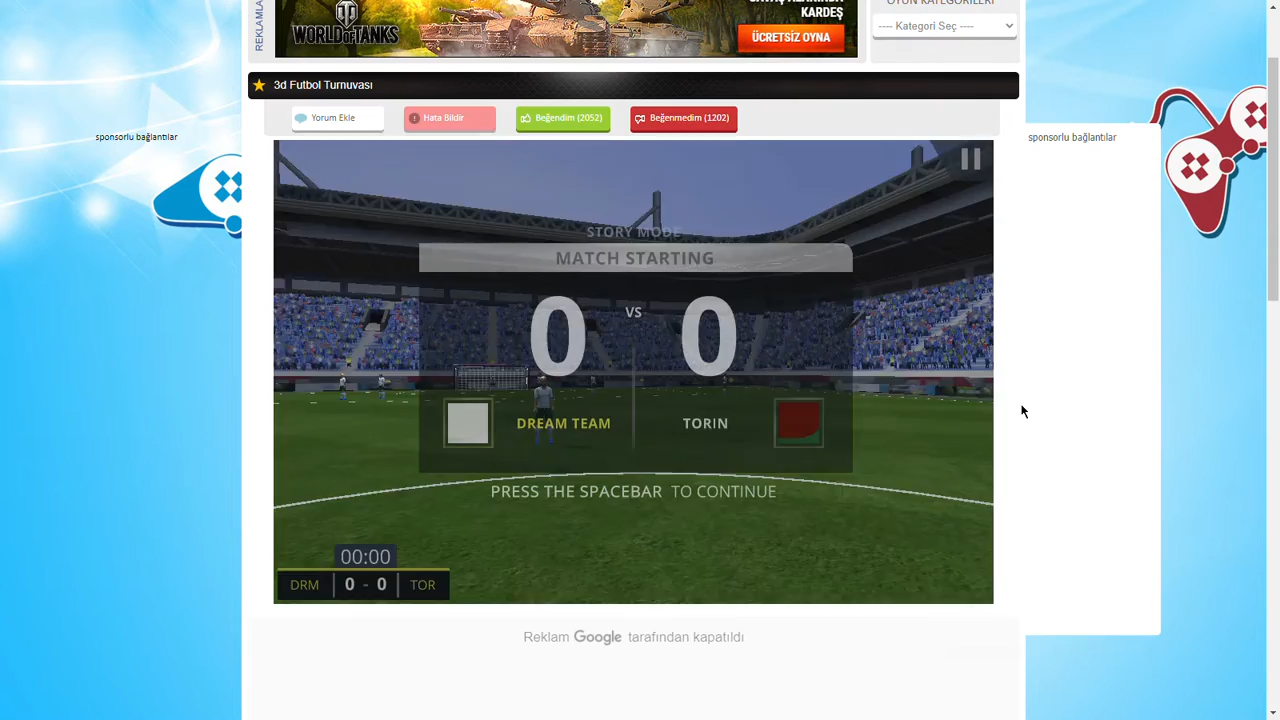 KARDEŞ
WORLD OF TANKS
ÜCRETSİZ OYNA
---- Kategori Seç ----
3d Futbol Turnuvası
Yorum Ekle
Hata Bildir
Beğendim (2052)
Beğenmedim (1202)
sponsorlu bağlantılar
sponsorlu bağlantılar
STORY MODE
MATCH STARTING
0 VS 0
DREAM TEAM
TORIN
PRESS THE SPACEBAR TO CONTINUE
00:00
DRM 0 - 0 TOR
Reklam Google tarafından kapatıldı